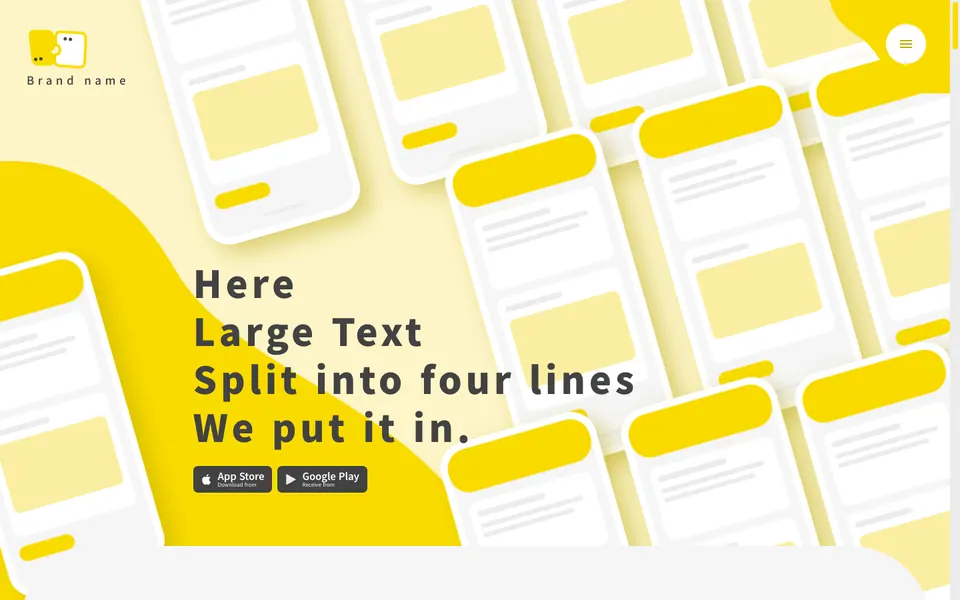 Brand name
Here
Large Text
Split into four lines
We put it in.
App Store
Download from
Google Play
Receive from